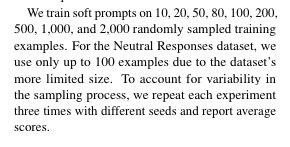 We train soft prompts on 10, 20, 50, 80, 100, 200,
500, 1,000, and 2,000 randomly sampled training
examples. For the Neutral Responses dataset, we
use only up to 100 examples due to the dataset's
more limited size. To account for variability in
the sampling process, we repeat each experiment
three times with different seeds and report average
scores.